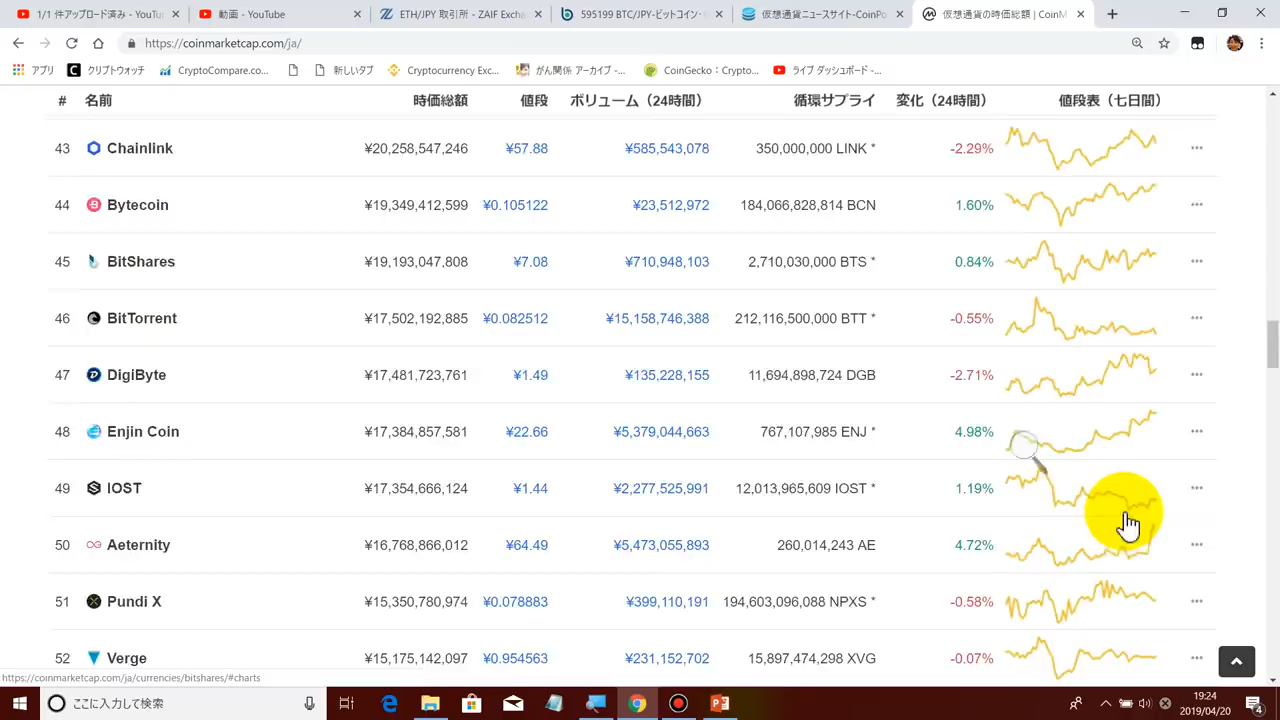 1/1 件アップロード済み - YouTu
動画 - YouTube
ETH/JPY 取引所 - ZAIF Excha
595199 BTC/JPY-ビットコイン・
仮想通貨ニュースサイト-CoinPo
仮想通貨の時価総額 | CoinM
https://coinmarketcap.com/ja/
アプリ
クリプトウォッチ
CryptoCompare.co...
新しいタブ
Cryptocurrency Exc...
がん関係 アーカイブ -...
CoinGecko：Crypto...
ライブ ダッシュボード -...
# 名前 時価総額 値段 ボリューム（24時間） 循環サプライ 変化（24時間） 値段表（七日間）
43 Chainlink ¥20,258,547,246 ¥57.88 ¥585,543,078 350,000,000 LINK * -2.29%
44 Bytecoin ¥19,349,412,599 ¥0.105122 ¥23,512,972 184,066,828,814 BCN 1.60%
45 BitShares ¥19,193,047,808 ¥7.08 ¥710,948,103 2,710,030,000 BTS * 0.84%
46 BitTorrent ¥17,502,192,885 ¥0.082512 ¥15,158,746,388 212,116,500,000 BTT * -0.55%
47 DigiByte ¥17,481,723,761 ¥1.49 ¥135,228,155 11,694,898,724 DGB -2.71%
48 Enjin Coin ¥17,384,857,581 ¥22.66 ¥5,379,044,663 767,107,985 ENJ * 4.98%
49 IOST ¥17,354,666,124 ¥1.44 ¥2,277,525,991 12,013,965,609 IOST * 1.19%
50 Aeternity ¥16,768,866,012 ¥64.49 ¥5,473,055,893 260,014,243 AE 4.72%
51 Pundi X ¥15,350,780,974 ¥0.078883 ¥399,110,191 194,603,096,088 NPXS * -0.58%
52 Verge ¥15,175,142,097 ¥0.954563 ¥231,152,702 15,897,474,298 XVG -0.07%
https://coinmarketcap.com/ja/currencies/bitshares/#charts
ここに入力して検索
19:24
2019/04/20
4